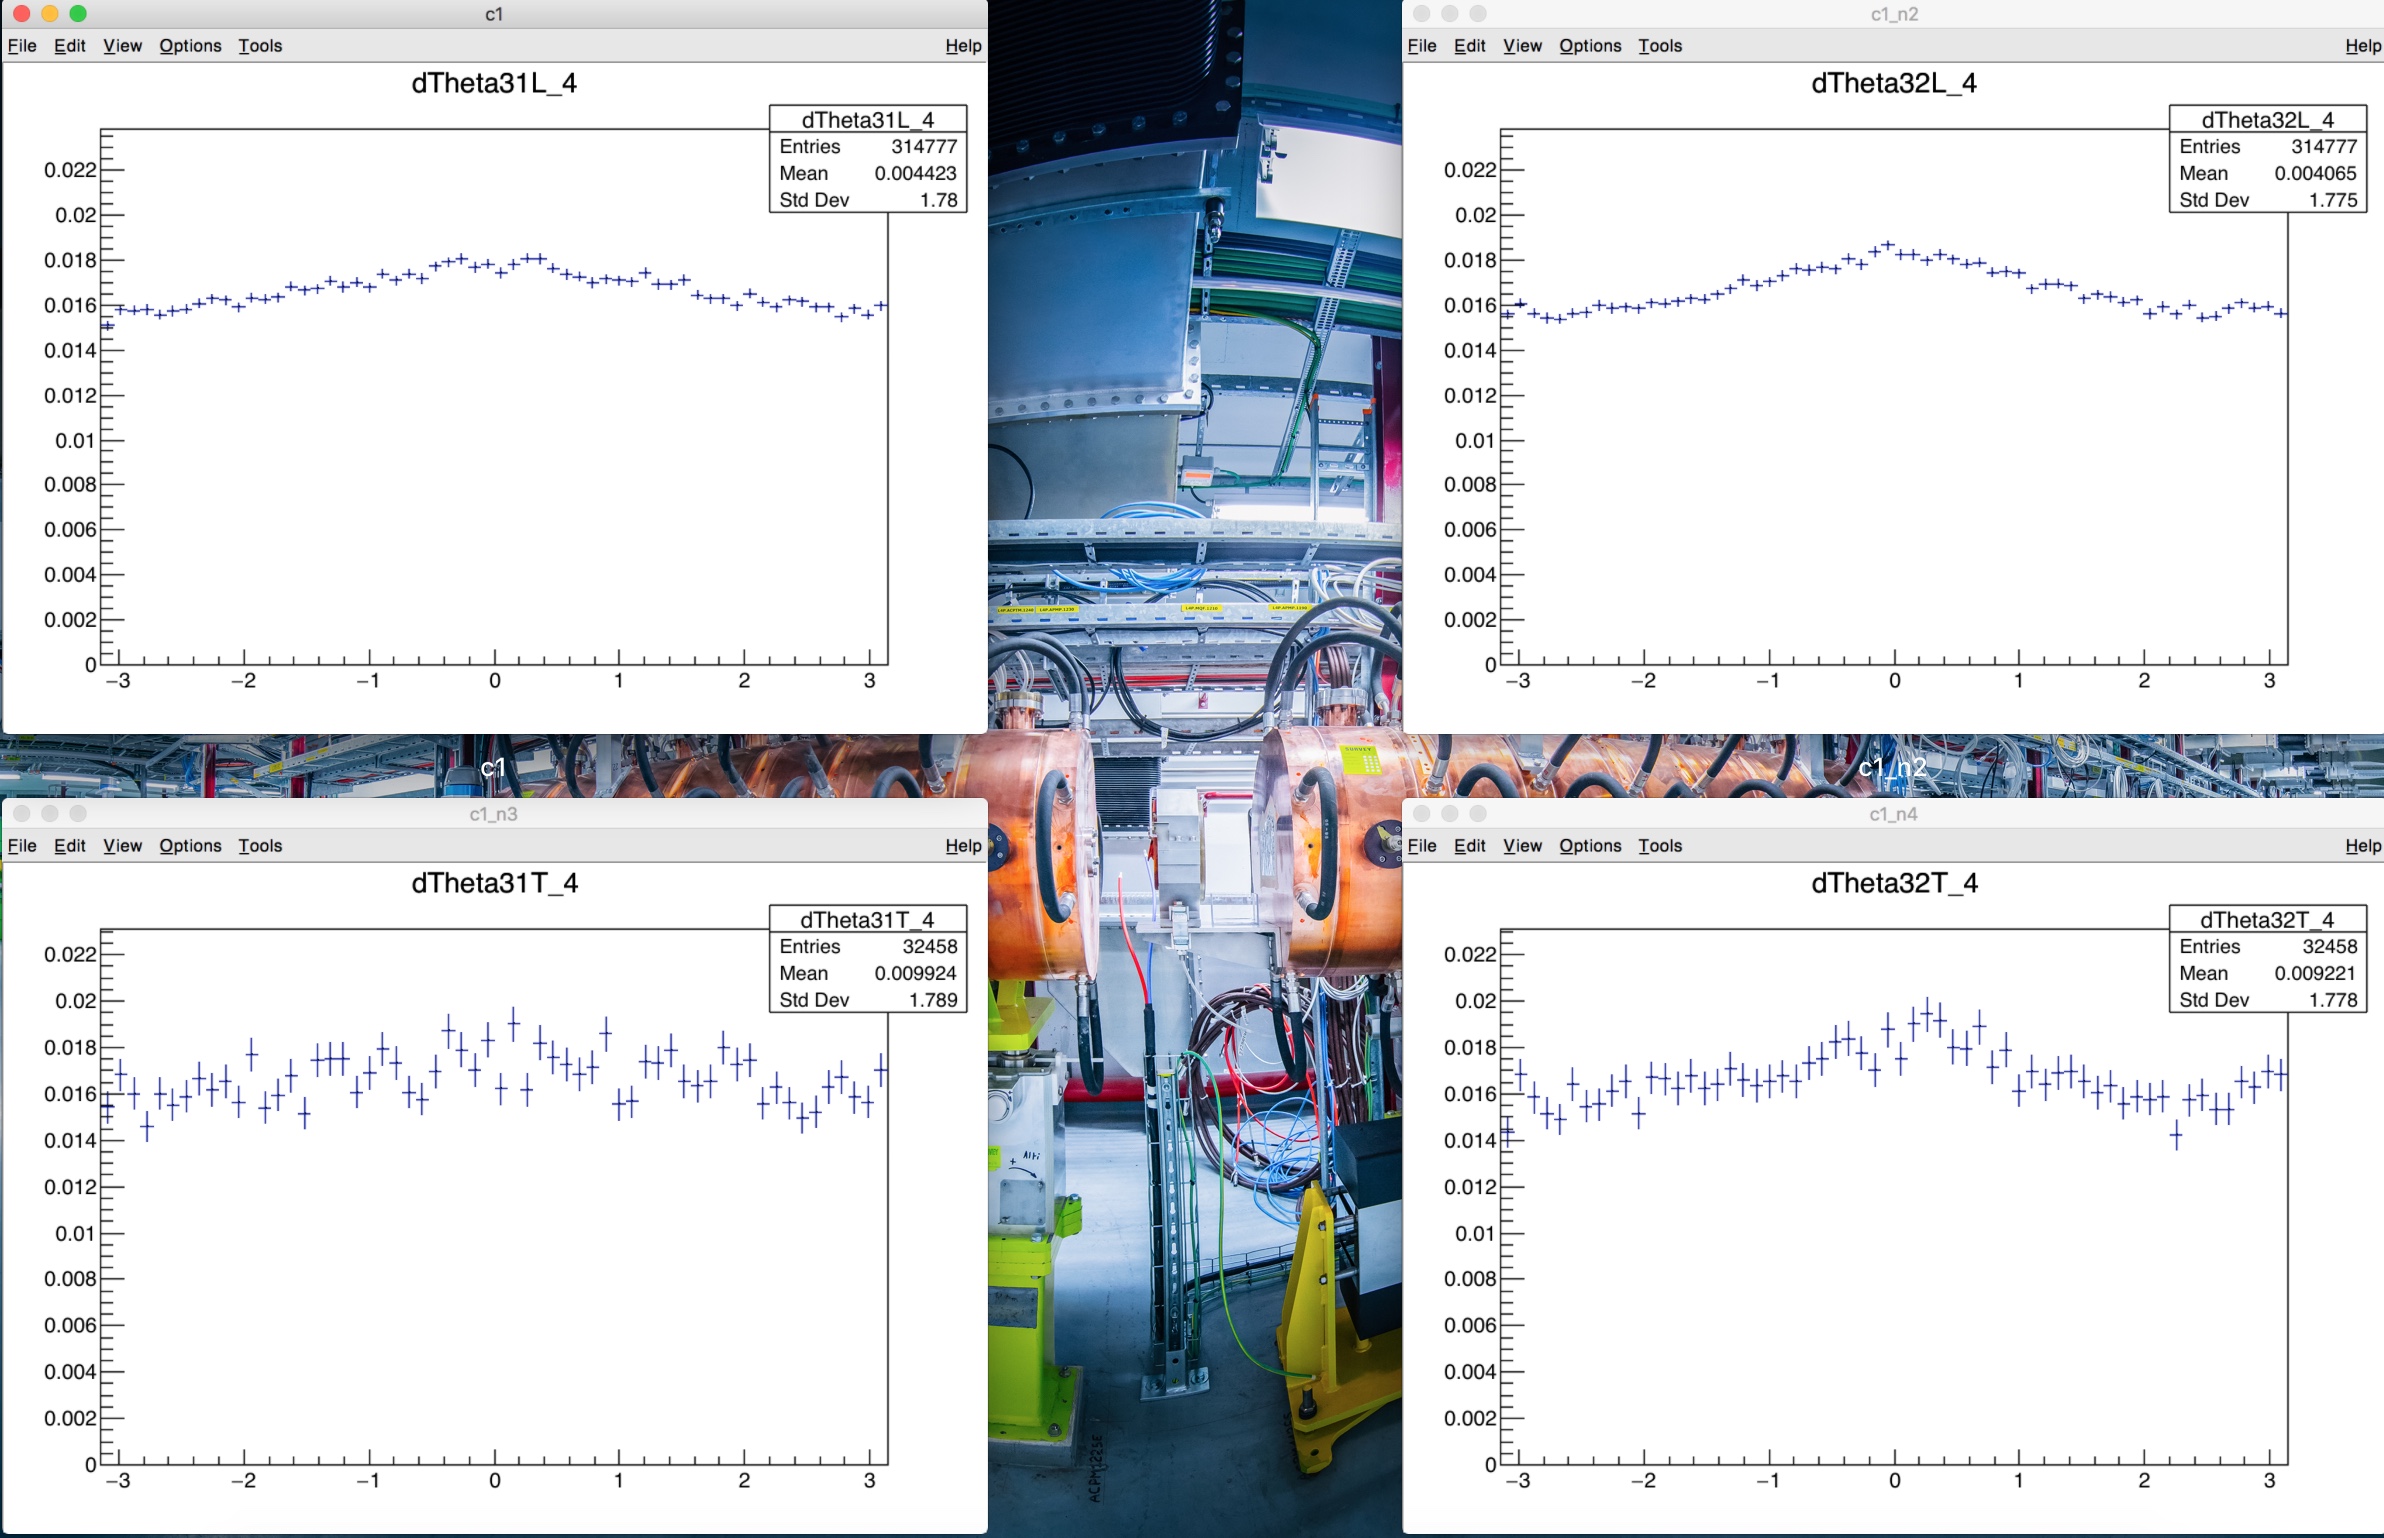 c1
File Edit View Options Tools Help
dTheta31L_4
dTheta31L_4
Entries 314777
Mean 0.004423
Std Dev 1.78
0.022
0.02
0.018
0.016
0.014
0.012
0.01
0.008
0.006
0.004
0.002
0
−3 −2 −1 0 1 2 3
c1_n2
File Edit View Options Tools Help
dTheta32L_4
dTheta32L_4
Entries 314777
Mean 0.004065
Std Dev 1.775
0.022
0.02
0.018
0.016
0.014
0.012
0.01
0.008
0.006
0.004
0.002
0
−3 −2 −1 0 1 2 3
SURVEY
c1
c1_n2
c1_n3
File Edit View Options Tools Help
dTheta31T_4
dTheta31T_4
Entries 32458
Mean 0.009924
Std Dev 1.789
0.022
0.02
0.018
0.016
0.014
0.012
0.01
0.008
0.006
0.004
0.002
0
−3 −2 −1 0 1 2 3
c1_n4
File Edit View Options Tools Help
dTheta32T_4
dTheta32T_4
Entries 32458
Mean 0.009221
Std Dev 1.778
0.022
0.02
0.018
0.016
0.014
0.012
0.01
0.008
0.006
0.004
0.002
0
−3 −2 −1 0 1 2 3